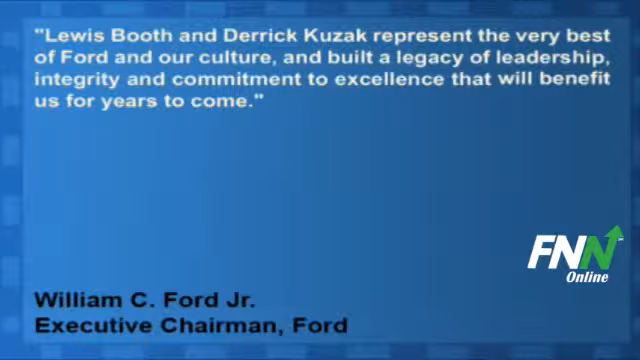 "Lewis Booth and Derrick Kuzak represent the very best
of Ford and our culture, and built a legacy of leadership,
integrity and commitment to excellence that will benefit
us for years to come."
FNN
Online
William C. Ford Jr.
Executive Chairman, Ford